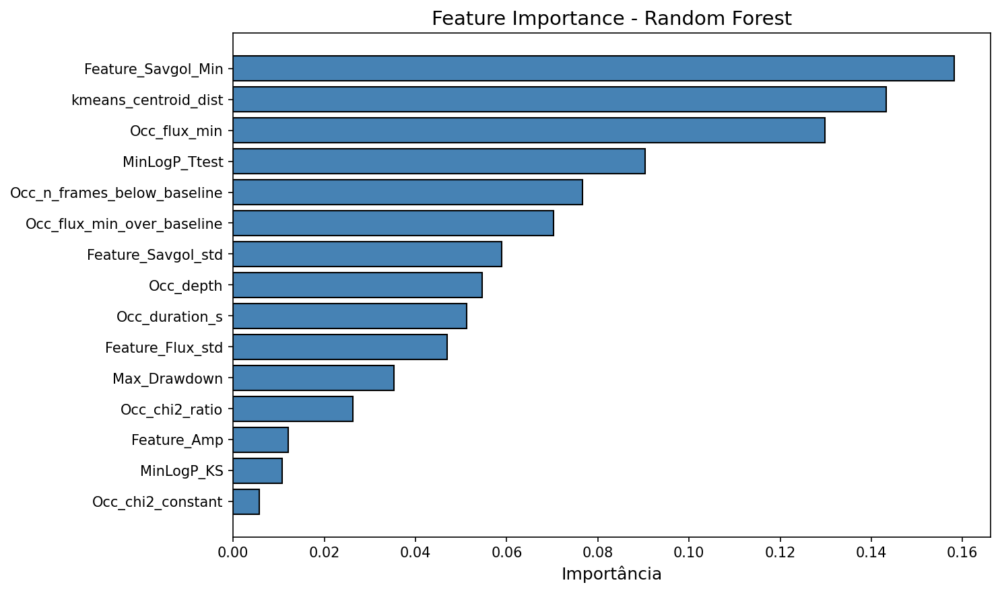 Feature Importance - Random Forest
Feature_Savgol_Min
kmeans_centroid_dist
Occ_flux_min
MinLogP_Ttest
Occ_n_frames_below_baseline
Occ_flux_min_over_baseline
Feature_Savgol_std
Occ_depth
Occ_duration_s
Feature_Flux_std
Max_Drawdown
Occ_chi2_ratio
Feature_Amp
MinLogP_KS
Occ_chi2_constant
0.00 0.02 0.04 0.06 0.08 0.10 0.12 0.14 0.16
Importância